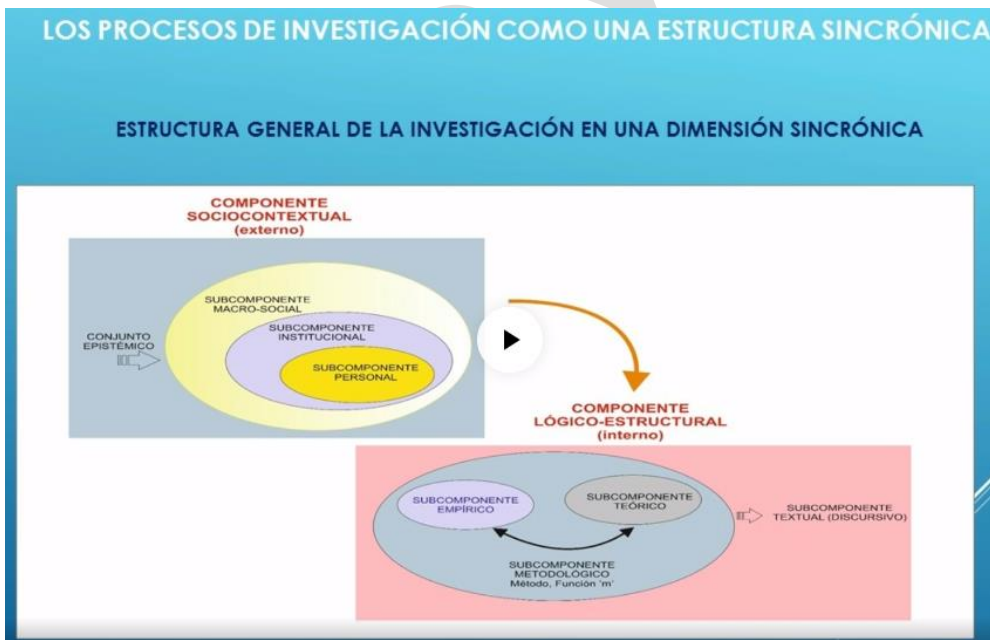 LOS PROCESOS DE INVESTIGACIÓN COMO UNA ESTRUCTURA SINCRÓNICA
ESTRUCTURA GENERAL DE LA INVESTIGACIÓN EN UNA DIMENSIÓN SINCRÓNICA
COMPONENTE
SOCIOCONTEXTUAL
(externo)
SUBCOMPONENTE
MACRO-SOCIAL
SUBCOMPONENTE
INSTITUCIONAL
CONJUNTO
EPISTÉMICO
SUBCOMPONENTE
PERSONAL
COMPONENTE
LÓGICO-ESTRUCTURAL
(interno)
SUBCOMPONENTE
EMPÍRICO
SUBCOMPONENTE
TEÓRICO
SUBCOMPONENTE
TEXTUAL (DISCURSIVO)
SUBCOMPONENTE
METODOLÓGICO
Método, Función 'm'